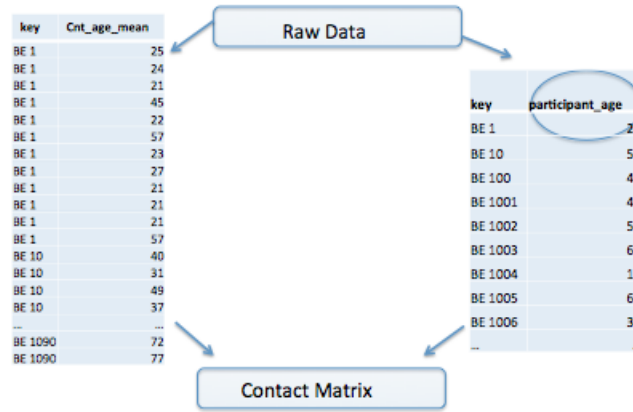 Raw Data
key Cnt_age_mean
BE 1 25
BE 1 24
BE 1 21
BE 1 45
BE 1 22
BE 1 57
BE 1 23
BE 1 27
BE 1 21
BE 1 21
BE 1 21
BE 1 57
BE 10 40
BE 10 31
BE 10 49
BE 10 37
... ...
BE 1090 72
BE 1090 77
key participant_age
BE 1 2
BE 10 5
BE 100 4
BE 1001 4
BE 1002 5
BE 1003 6
BE 1004 1
BE 1005 6
BE 1006 3
...
Contact Matrix